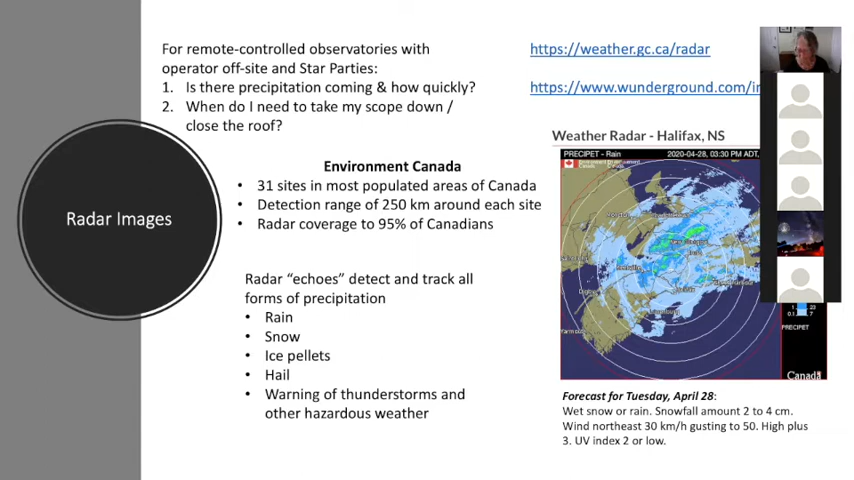 For remote-controlled observatories with
operator off-site and Star Parties:
1. Is there precipitation coming & how quickly?
2. When do I need to take my scope down /
close the roof?
https://weather.gc.ca/radar
https://www.wunderground.com/
Radar Images
Environment Canada
• 31 sites in most populated areas of Canada
• Detection range of 250 km around each site
• Radar coverage to 95% of Canadians
Radar “echoes” detect and track all
forms of precipitation
• Rain
• Snow
• Ice pellets
• Hail
• Warning of thunderstorms and
other hazardous weather
Weather Radar - Halifax, NS
PRECIPET - Rain 2020-04-28, 03:30 PM ADT,
PRECIPET
Canada
Forecast for Tuesday, April 28:
Wet snow or rain. Snowfall amount 2 to 4 cm.
Wind northeast 30 km/h gusting to 50. High plus
3. UV index 2 or low.